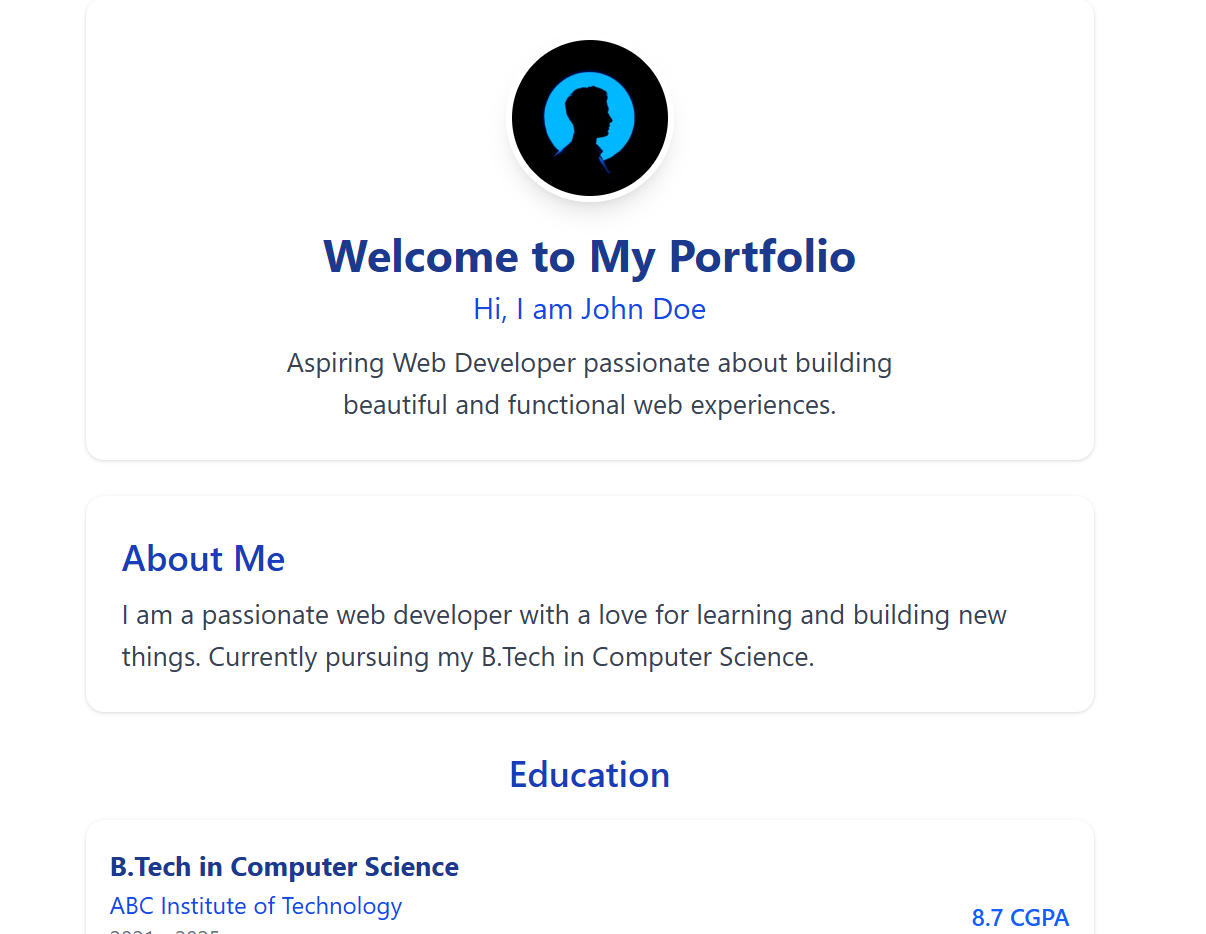 Welcome to My Portfolio
Hi, I am John Doe
Aspiring Web Developer passionate about building
beautiful and functional web experiences.
About Me
I am a passionate web developer with a love for learning and building new
things. Currently pursuing my B.Tech in Computer Science.
Education
B.Tech in Computer Science
ABC Institute of Technology
8.7 CGPA